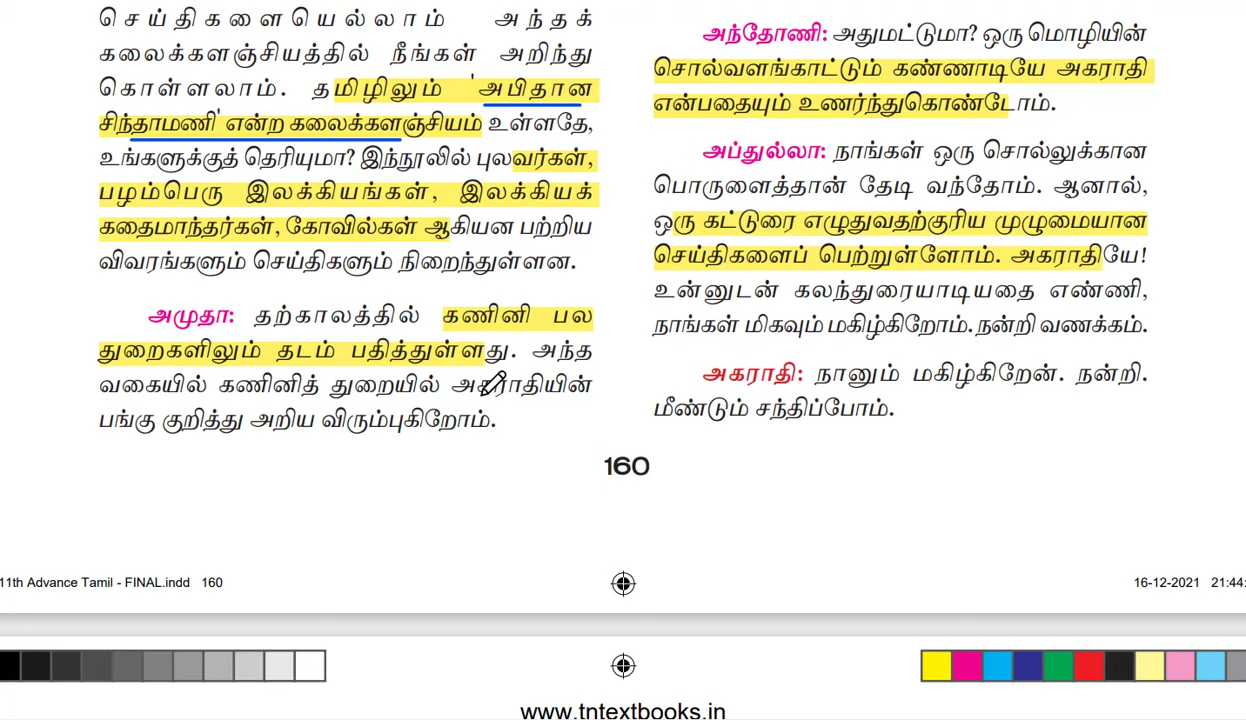 செய்திகளையெல்லாம் அந்தக்
கலைக்களஞ்சியத்தில் நீங்கள் அறிந்து
கொள்ளலாம். தமிழிலும் 'அபிதான
சிந்தாமணி' என்ற கலைக்களஞ்சியம் உள்ளதே,
உங்களுக்குத் தெரியுமா? இந்நூலில் புலவர்கள்,
பழம்பெரு இலக்கியங்கள், இலக்கியக்
கதைமாந்தர்கள், கோவில்கள் ஆகியன பற்றிய
விவரங்களும் செய்திகளும் நிறைந்துள்ளன.
அமுதா: தற்காலத்தில் கணினி பல
துறைகளிலும் தடம் பதித்துள்ளது. அந்த
வகையில் கணினித் துறையில் அகராதியின்
பங்கு குறித்து அறிய விரும்புகிறோம்.
அந்தோணி: அதுமட்டுமா? ஒரு மொழியின்
சொல்வளங்காட்டும் கண்ணாடியே அகராதி
என்பதையும் உணர்ந்துகொண்டோம்.
அப்துல்லா: நாங்கள் ஒரு சொல்லுக்கான
பொருளைத்தான் தேடி வந்தோம். ஆனால்,
ஒரு கட்டுரை எழுதுவதற்குரிய முழுமையான
செய்திகளைப் பெற்றுள்ளோம். அகராதியே!
உன்னுடன் கலந்துரையாடியதை எண்ணி,
நாங்கள் மிகவும் மகிழ்கிறோம். நன்றி வணக்கம்.
அகராதி: நானும் மகிழ்கிறேன். நன்றி.
மீண்டும் சந்திப்போம்.
160
11th Advance Tamil - FINAL.indd 160
16-12-2021 21:44:
www.tntextbooks.in